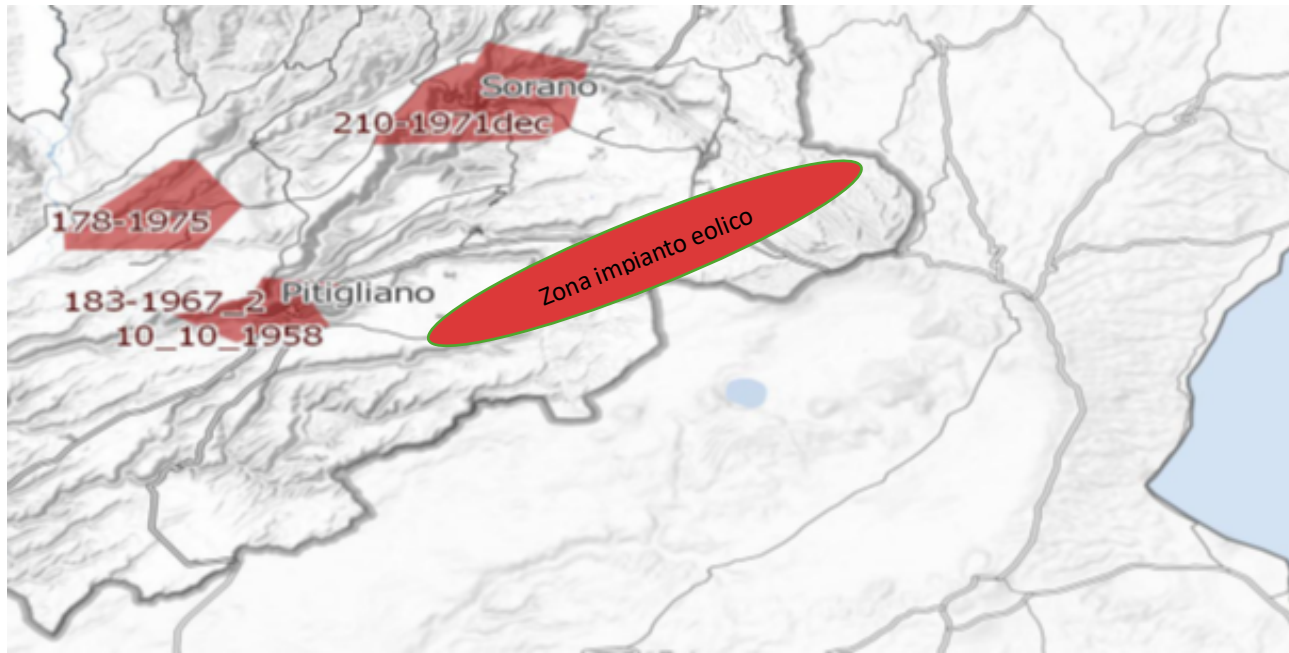 Sorano
210-1971dec
178-1975
Zona impianto eolico
183-1967_2
Pitigliano
10_10_1958